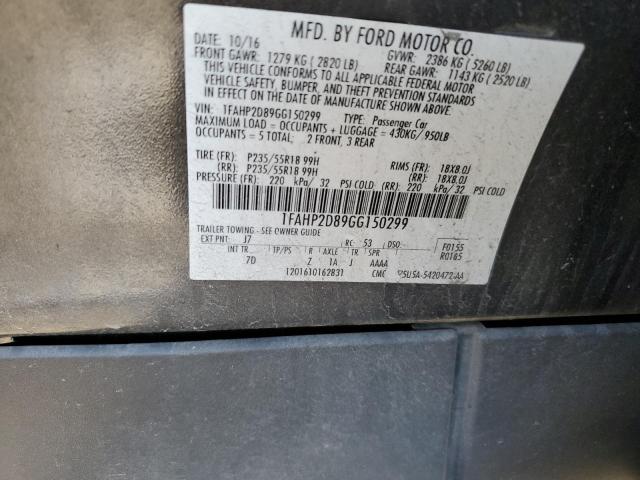 MFD. BY FORD MOTOR CO.
DATE: 10/16 GVWR: 2386 KG ( 5260 LB)
FRONT GAWR: 1279 KG ( 2820 LB) REAR GAWR: 1143 KG ( 2520 LB)
THIS VEHICLE CONFORMS TO ALL APPLICABLE FEDERAL MOTOR
VEHICLE SAFETY, BUMPER, AND THEFT PREVENTION STANDARDS
IN EFFECT ON THE DATE OF MANUFACTURE SHOWN ABOVE.
VIN: 1FAHP2D89GG150299 TYPE: Passenger Car
MAXIMUM LOAD = OCCUPANTS + LUGGAGE = 430KG/ 950LB
OCCUPANTS = 5 TOTAL: 2 FRONT, 3 REAR
TIRE (FR): P235/55R18 99H RIMS (FR): 18X8.0J
(RR): P235/55R18 99H (RR): 18X8.0J
PRESSURE (FR): 220 kPa/ 32 PSI COLD (RR): 220 kPa/ 32 PSI COLD
1FAHP2D89GG150299
TRAILER TOWING - SEE OWNER GUIDE
EXT PNT: J7 RC: 53 DSO: F0155
R0185
INT TR TP/PS R AXLE TR SPR
7D Z 1A J AAAA
1201610162831 CMC